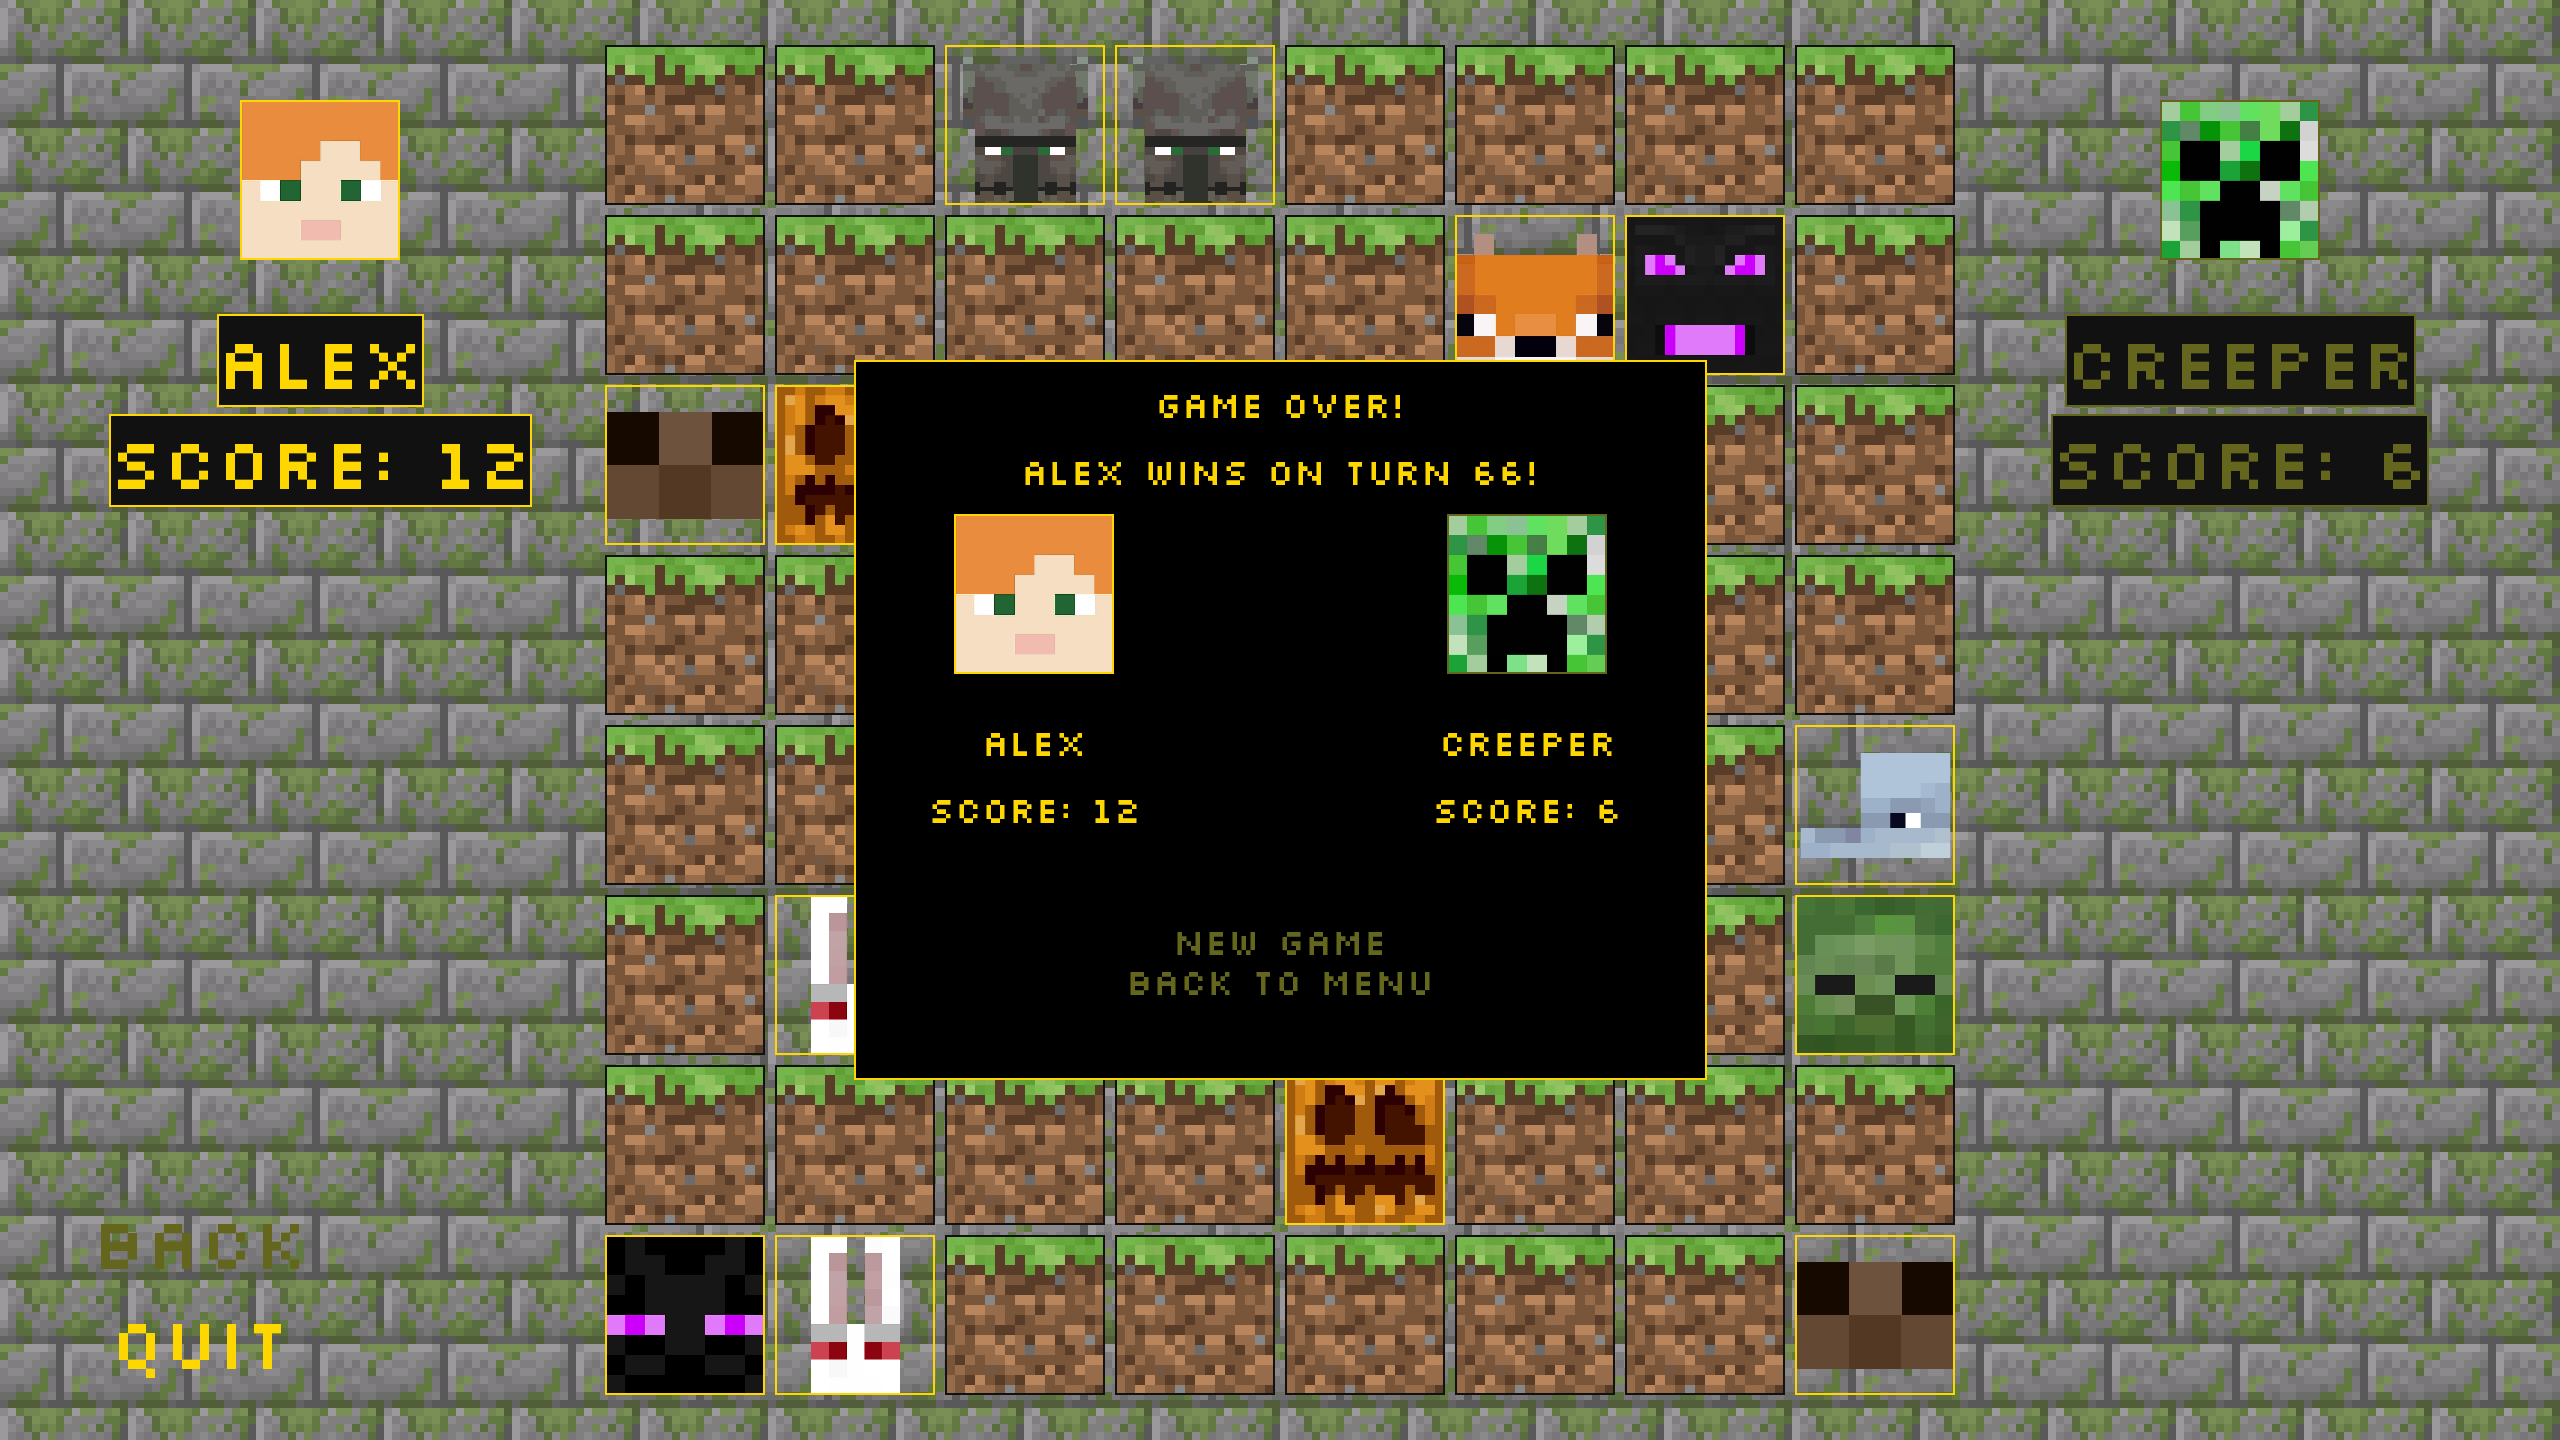 ALEX
SCORE: 12
CREEPER
SCORE: 6
GAME OVER!
ALEX WINS ON TURN 66!
ALEX
CREEPER
SCORE: 12
SCORE: 6
NEW GAME
BACK TO MENU
BACK
QUIT